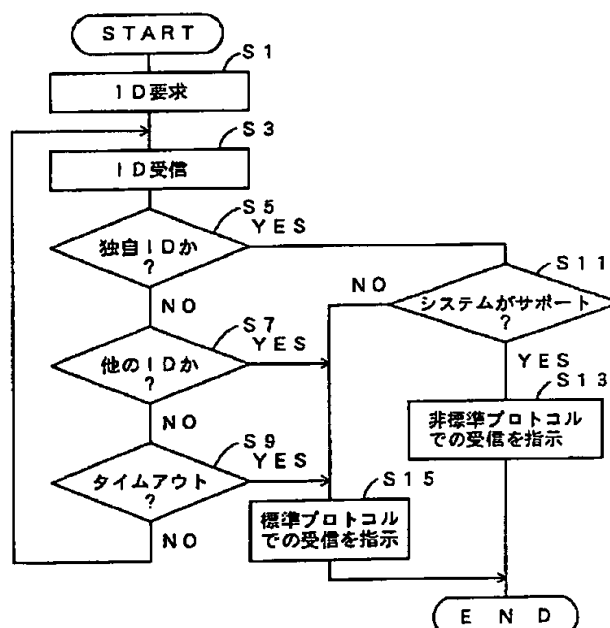 START
S1
ID要求
S3
ID受信
S5
YES
独自IDか
?
NO
S7
YES
他のIDか
?
NO
S9
YES
タイムアウト
?
NO
S11
NO
システムがサポート
?
YES
S13
非標準プロトコル
での受信を指示
S15
標準プロトコル
での受信を指示
END